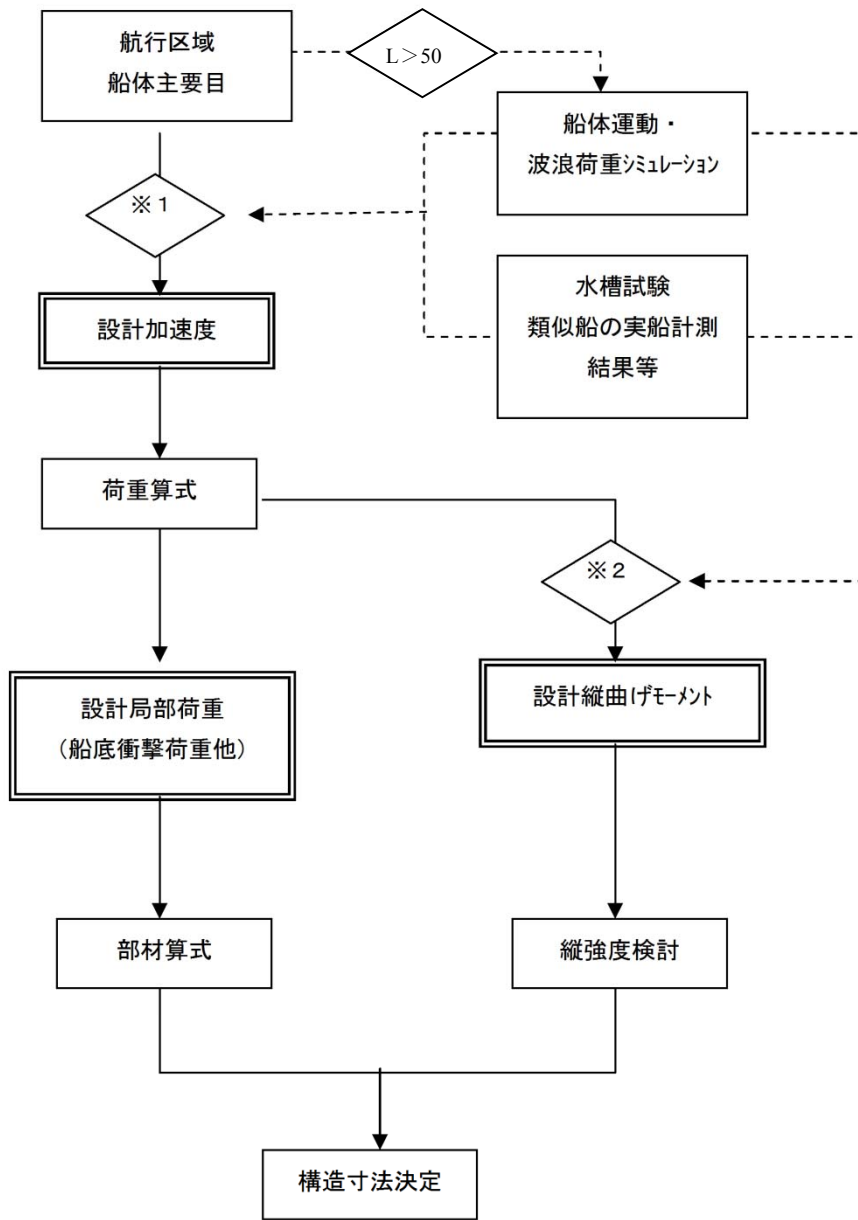 航行区域
船体主要目
L＞50
船体運動・
波浪荷重ｼﾐｭﾚｰｼｮﾝ
※１
水槽試験
類似船の実船計測
結果等
設計加速度
荷重算式
※２
設計局部荷重
(船底衝撃荷重他)
設計縦曲げﾓｰﾒﾝﾄ
部材算式
縦強度検討
構造寸法決定